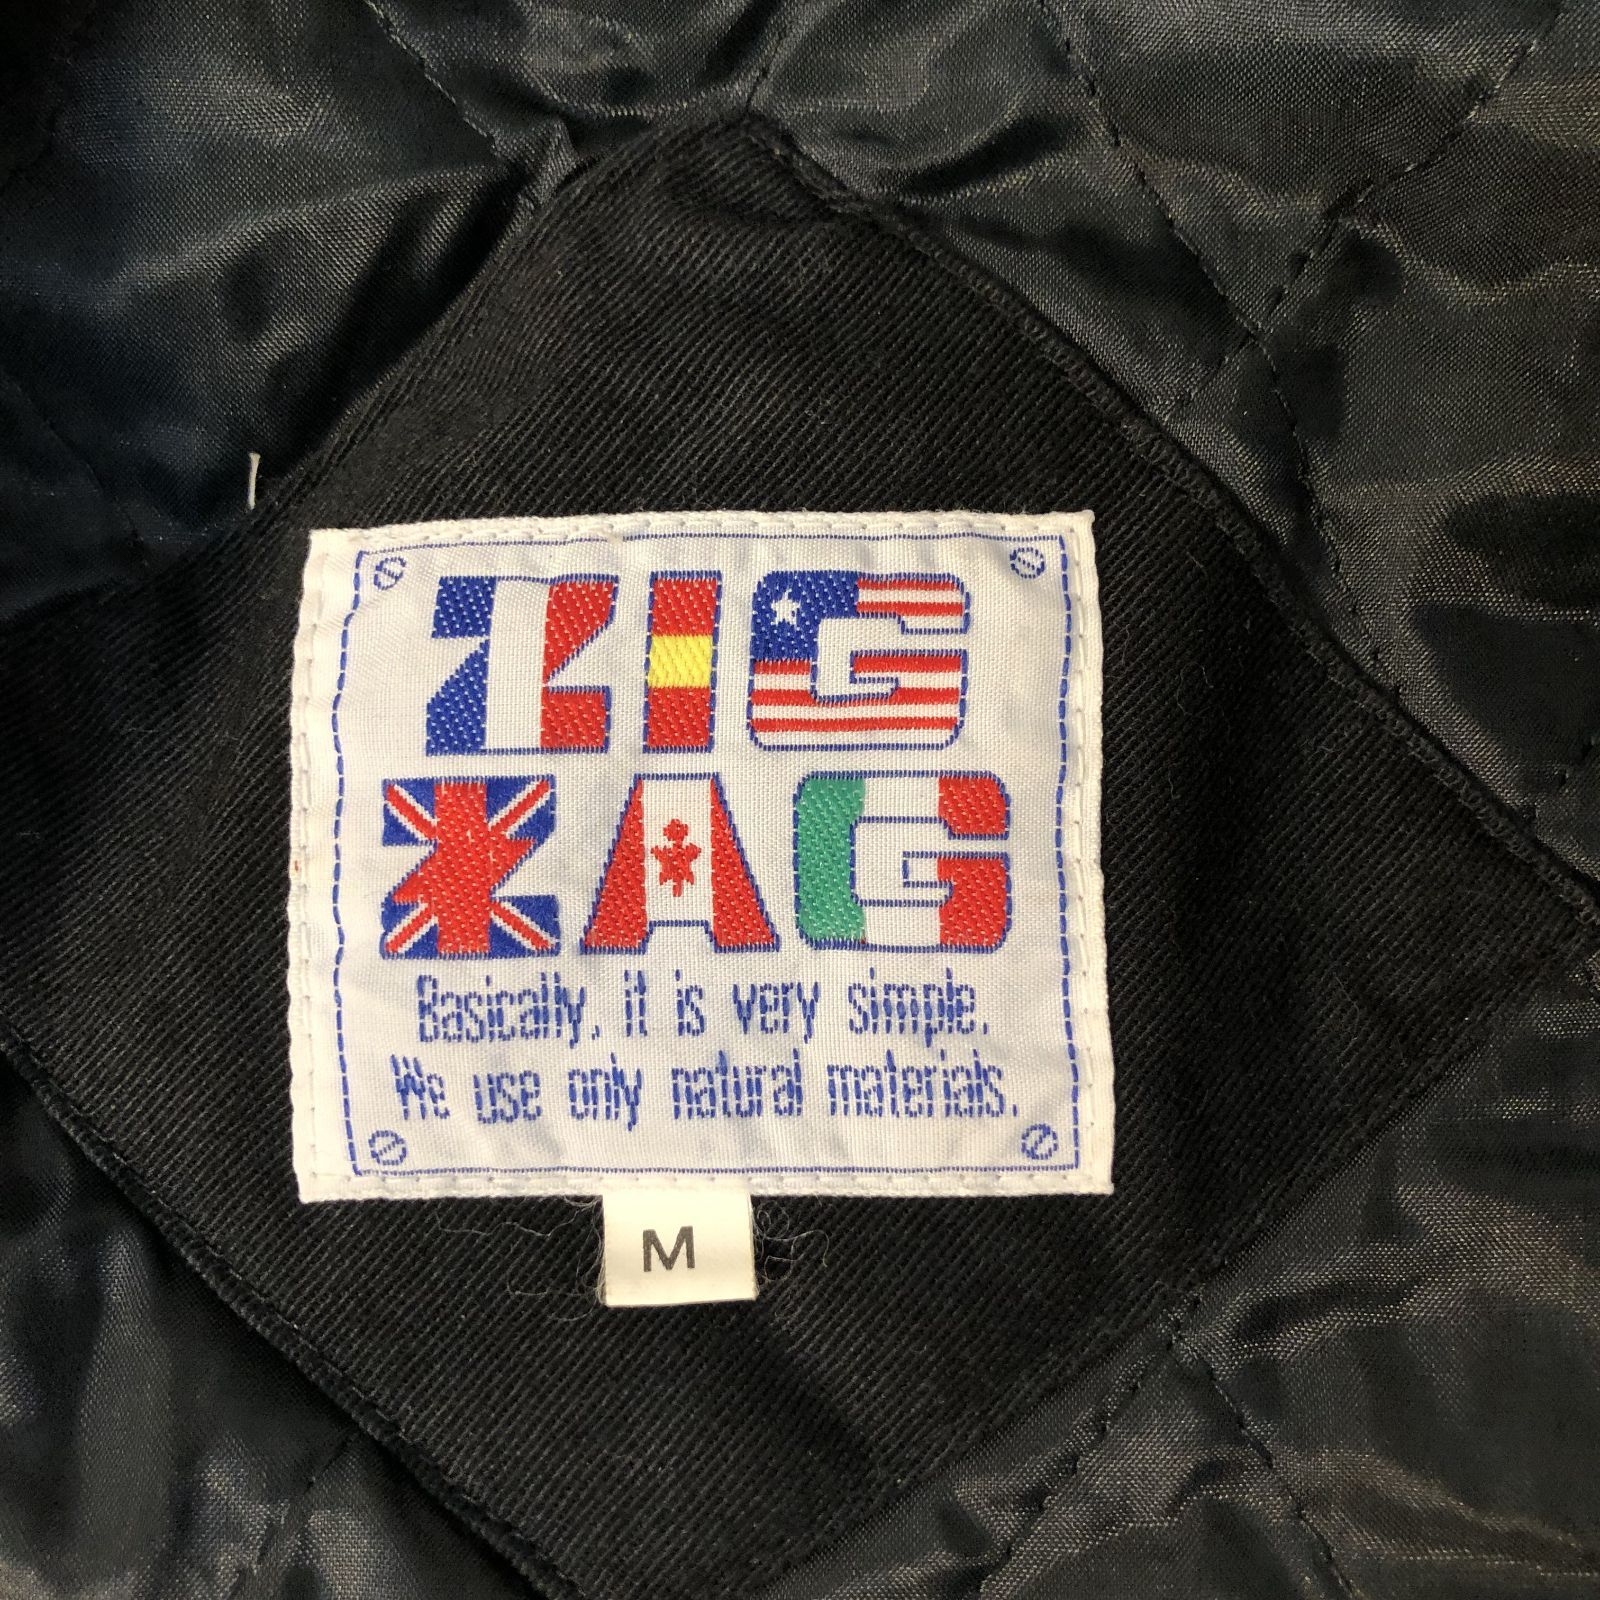 ZIG
ZAG
Basically, it is very simple.
We use only natural materials.
M